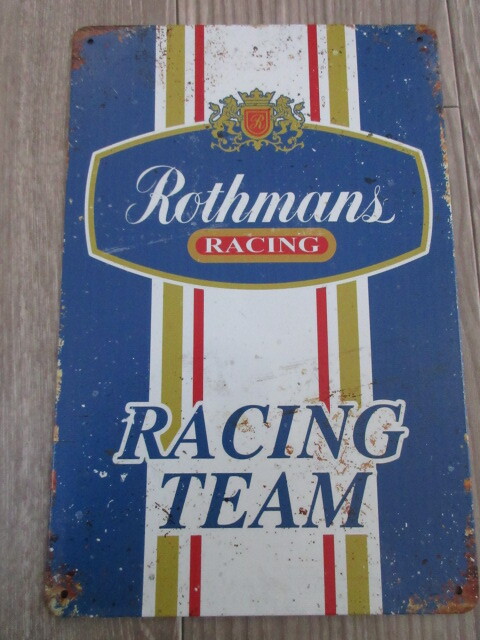 R
Rothmans
RACING
RACING
TEAM